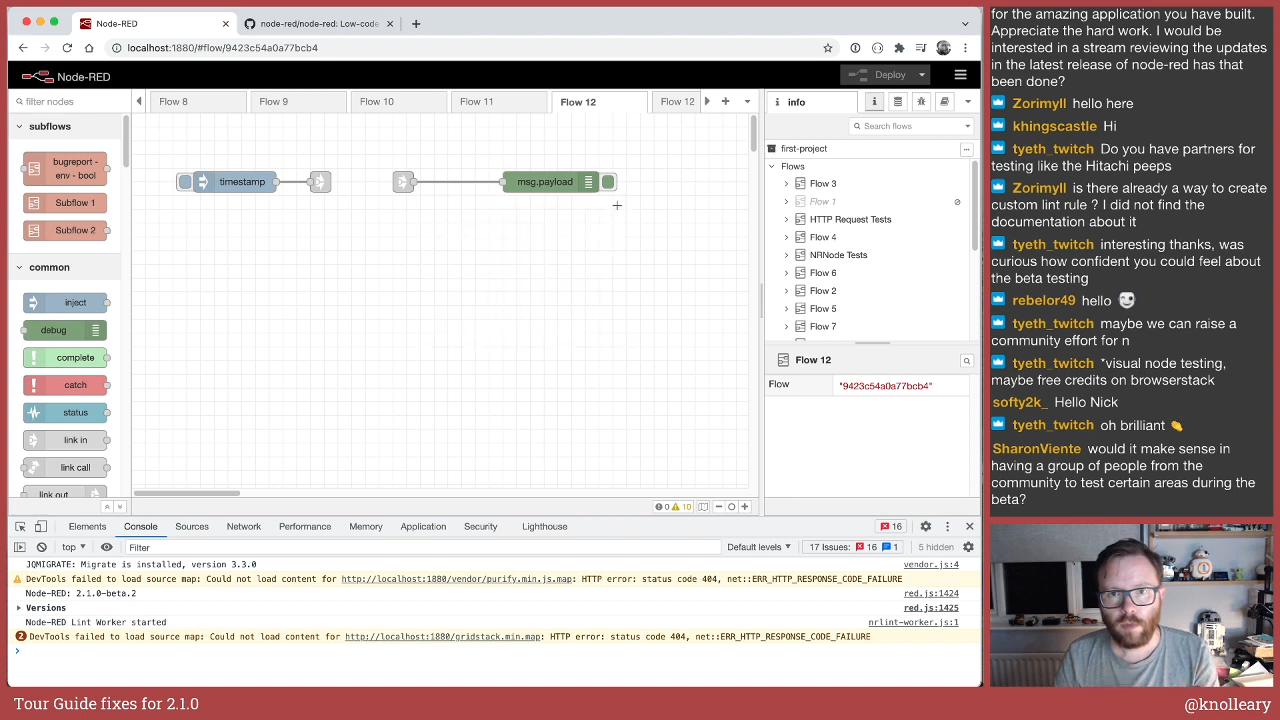 Node-RED
node-red/node-red: Low-code
localhost:1880/#flow/9423c54a0a77bcb4
Node-RED
Deploy
filter nodes
Flow 8
Flow 9
Flow 10
Flow 11
Flow 12
Flow 12
info
subflows
bugreport -
env - bool
Subflow 1
Subflow 2
common
inject
debug
complete
catch
status
link in
link call
link out
timestamp
msg.payload
Search flows
first-project
Flows
Flow 3
Flow 1
HTTP Request Tests
Flow 4
NRNode Tests
Flow 6
Flow 2
Flow 5
Flow 7
Flow 12
Flow
"9423c54a0a77bcb4"
0
10
Elements
Console
Sources
Network
Performance
Memory
Application
Security
Lighthouse
16
top
Filter
Default levels
17 Issues:
16
1
5 hidden
JQMIGRATE: Migrate is installed, version 3.3.0
vendor.js:4
DevTools failed to load source map: Could not load content for http://localhost:1880/vendor/purify.min.js.map: HTTP error: status code 404, net::ERR_HTTP_RESPONSE_CODE_FAILURE
Node-RED: 2.1.0-beta.2
red.js:1424
Versions
red.js:1425
Node-RED Lint Worker started
nrlint-worker.js:1
2 DevTools failed to load source map: Could not load content for http://localhost:1880/gridstack.min.map: HTTP error: status code 404, net::ERR_HTTP_RESPONSE_CODE_FAILURE
for the amazing application you have built.
Appreciate the hard work. I would be
interested in a stream reviewing the updates
in the latest release of node-red has that
been done?
Zorimyll hello here
khingscastle Hi
tyeth_twitch Do you have partners for
testing like the Hitachi peeps
Zorimyll is there already a way to create
custom lint rule ? I did not find the
documentation about it
tyeth_twitch interesting thanks, was
curious how confident you could feel about
the beta testing
rebelor49 hello
tyeth_twitch maybe we can raise a
community effort for n
tyeth_twitch *visual node testing,
maybe free credits on browserstack
softy2k_ Hello Nick
tyeth_twitch oh brilliant
SharonViente would it make sense in
having a group of people from the
community to test certain areas during the
beta?
Tour Guide fixes for 2.1.0
@knolleary